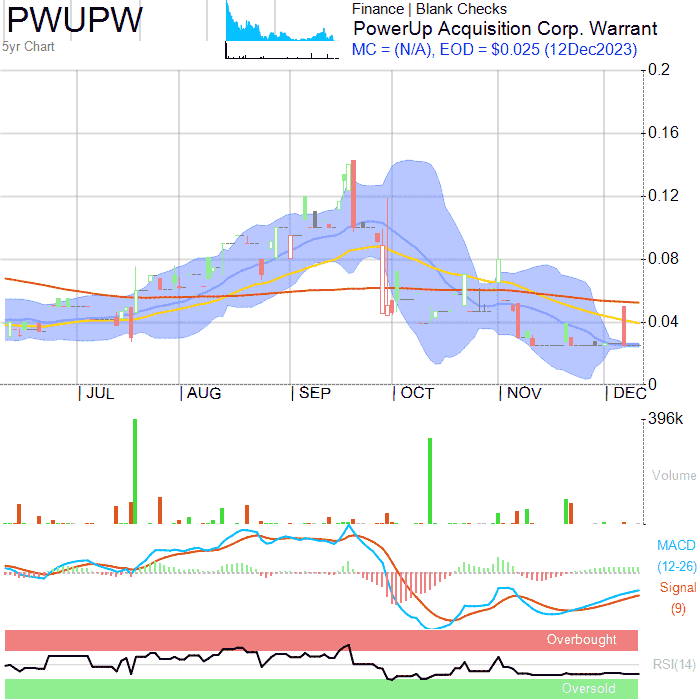 PWUPW
5yr Chart
Finance | Blank Checks
PowerUp Acquisition Corp. Warrant
MC = (N/A), EOD = $0.025 (12Dec2023)
0.2
0.16
0.12
0.08
0.04
0
| JUL | AUG | SEP | OCT | NOV | DEC
396k
Volume
MACD
(12-26)
Signal
(9)
Overbought
RSI(14)
Oversold